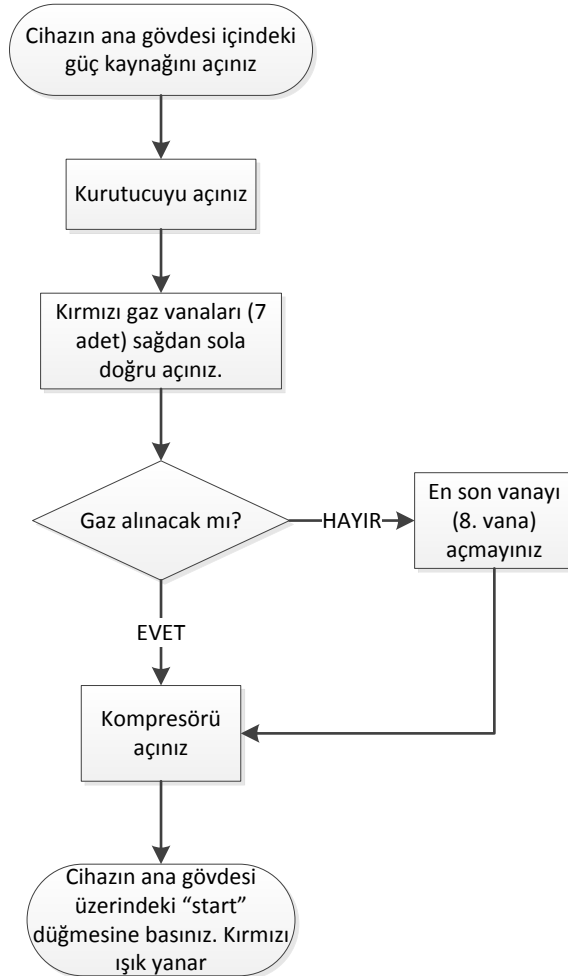 Cihazın ana gövdesi içindeki
güç kaynağını açınız
Kurutucuyu açınız
Kırmızı gaz vanaları (7
adet) sağdan sola
doğru açınız.
Gaz alınacak mı?
HAYIR
En son vanayı
(8. vana)
açmayınız
EVET
Kompresörü
açınız
Cihazın ana gövdesi
üzerindeki “start”
düğmesine basınız. Kırmızı
ışık yanar